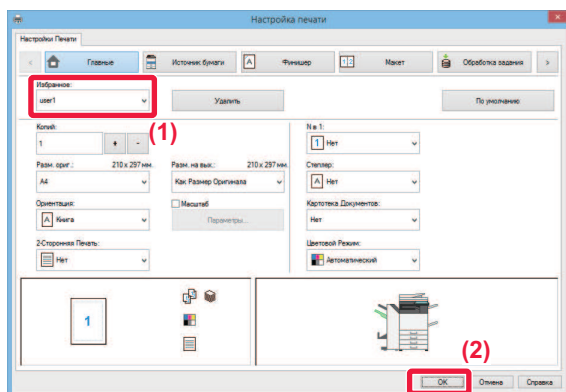 Настройка печати
Настройки Печати
Главные
Источник бумаги
Финишер
Макет
Обработка задания
Избранное:
user1
Удалить
По умолчанию
(1)
Копий:
1
+
-
N в 1:
1 Нет
Разм. ориг.: 210 x 297 мм.
Разм. на вых.: 210 x 297 мм.
Степлер:
A4
Как Размер Оригинала
A Нет
Ориентация:
Масштаб
Картотека Документов:
A Книга
Параметры...
Нет
2-Сторонняя Печать:
Цветовой Режим:
Нет
Автоматический
1
(2)
OK
Отмена
Справка